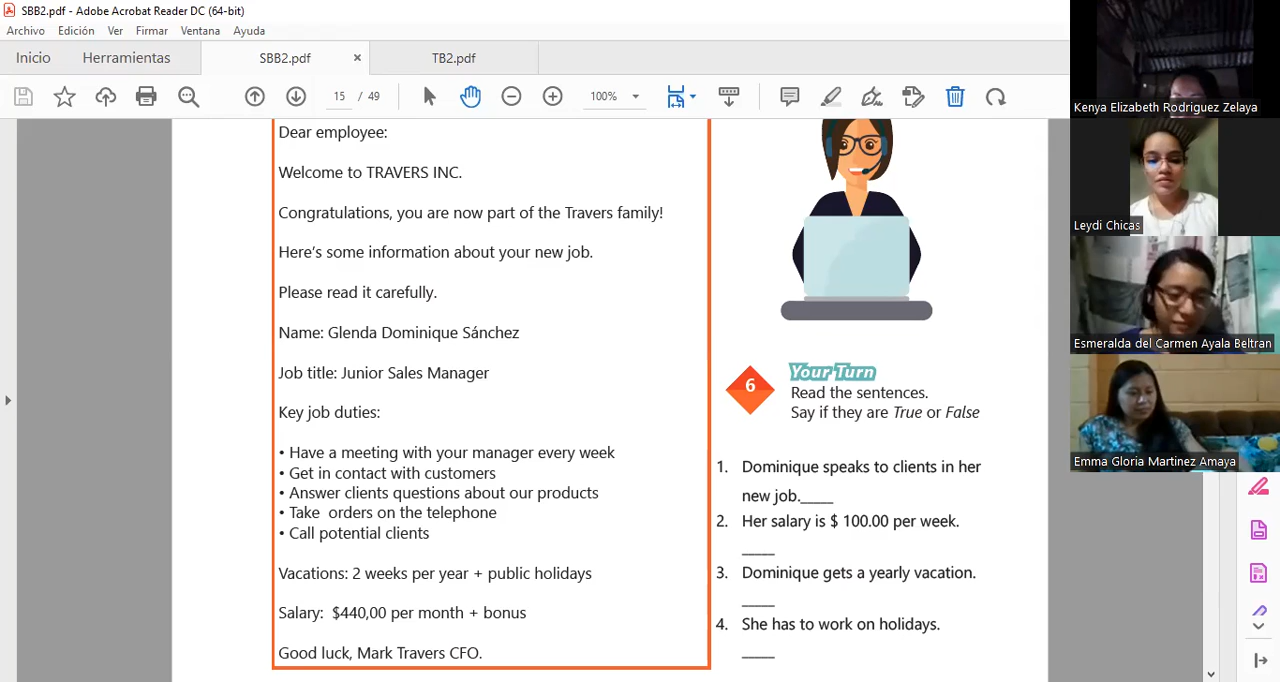 SBB2.pdf - Adobe Acrobat Reader DC (64-bit)
Archivo Edición Ver Firmar Ventana Ayuda
Inicio Herramientas SBB2.pdf × TB2.pdf
15 / 49 100%
Dear employee:
Welcome to TRAVERS INC.
Congratulations, you are now part of the Travers family!
Here's some information about your new job.
Please read it carefully.
Name: Glenda Dominique Sánchez
Job title: Junior Sales Manager
Key job duties:
• Have a meeting with your manager every week
• Get in contact with customers
• Answer clients questions about our products
• Take orders on the telephone
• Call potential clients
Vacations: 2 weeks per year + public holidays
Salary: $440,00 per month + bonus
Good luck, Mark Travers CFO.
6
Your Turn
Read the sentences.
Say if they are True or False
1. Dominique speaks to clients in her
new job._____
2. Her salary is $ 100.00 per week.
_____
3. Dominique gets a yearly vacation.
_____
4. She has to work on holidays.
_____
Kenya Elizabeth Rodriguez Zelaya
Leydi Chicas
Esmeralda del Carmen Ayala Beltran
Emma Gloria Martinez Amaya